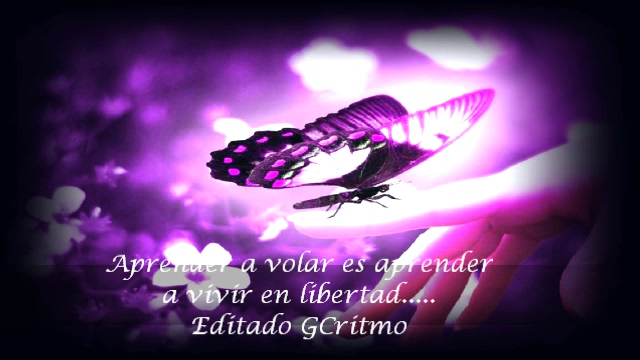 Aprender a volar es aprender
a vivir en libertad.....
Editado GCritmo